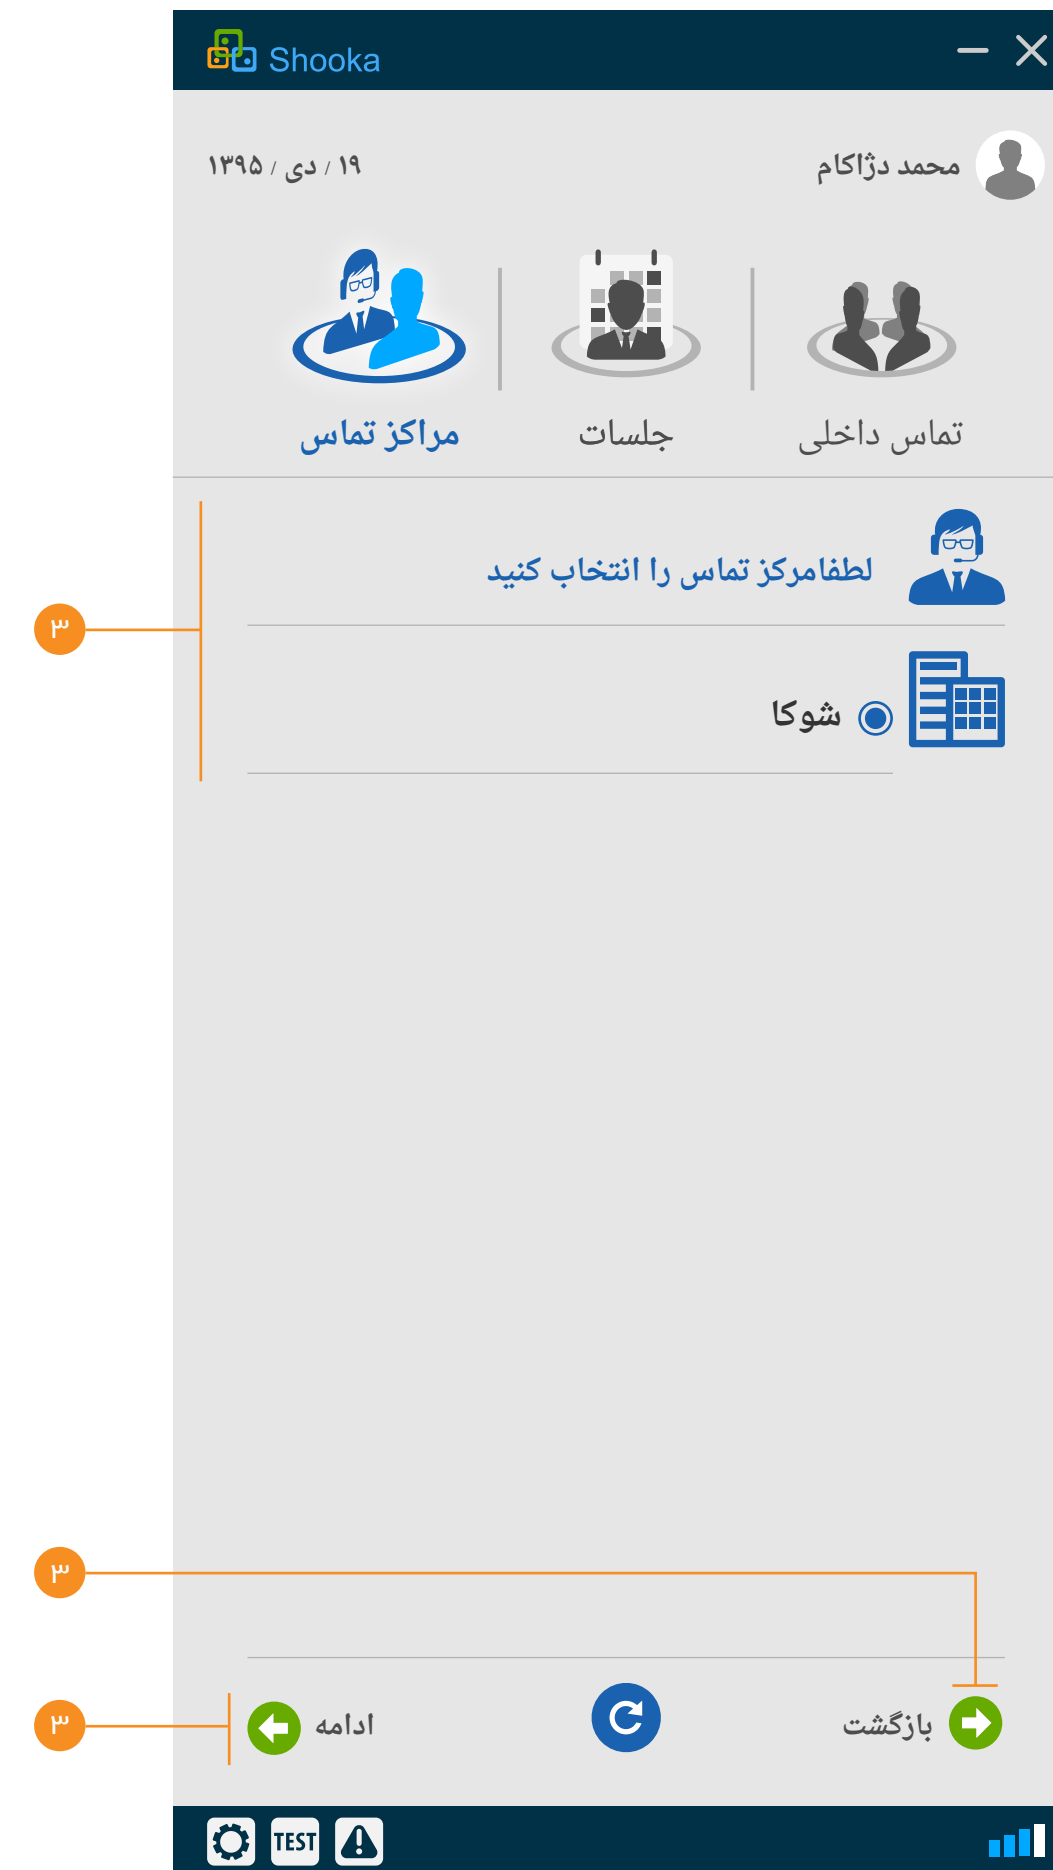 Shooka
محمد دژاکام
۱۹ / دی / ۱۳۹۵
تماس داخلی
جلسات
مراکز تماس
لطفامرکز تماس را انتخاب کنید
۳
شوکا
۳
بازگشت
ادامه
۳
TEST